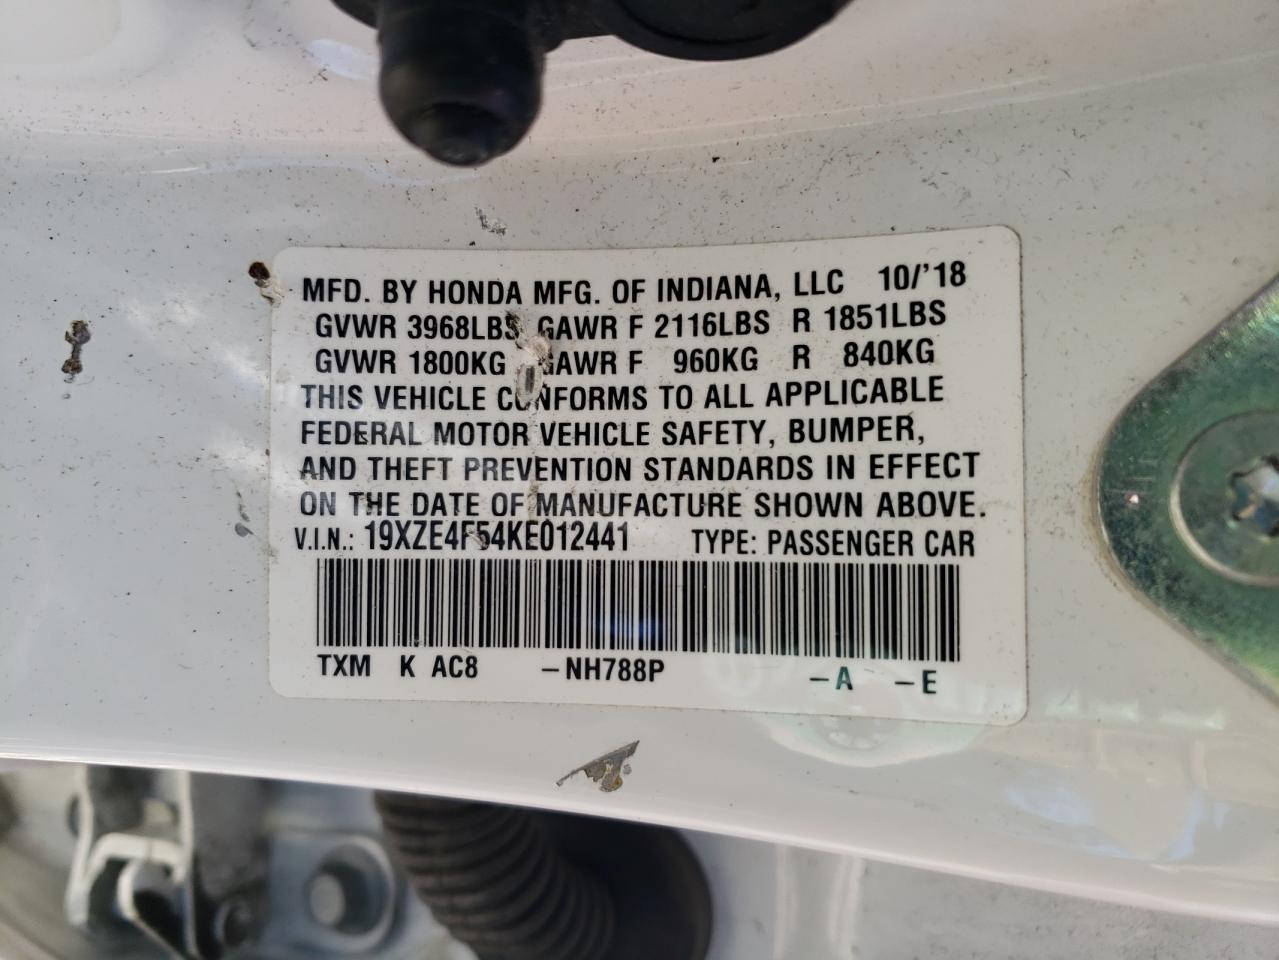 MFD. BY HONDA MFG. OF INDIANA, LLC 10/'18
GVWR 3968LBS GAWR F 2116LBS R 1851LBS
GVWR 1800KG GAWR F 960KG R 840KG
THIS VEHICLE CONFORMS TO ALL APPLICABLE
FEDERAL MOTOR VEHICLE SAFETY, BUMPER,
AND THEFT PREVENTION STANDARDS IN EFFECT
ON THE DATE OF MANUFACTURE SHOWN ABOVE.
V.I.N.: 19XZE4F54KE012441 TYPE: PASSENGER CAR
TXM K AC8 –NH788P –A –E